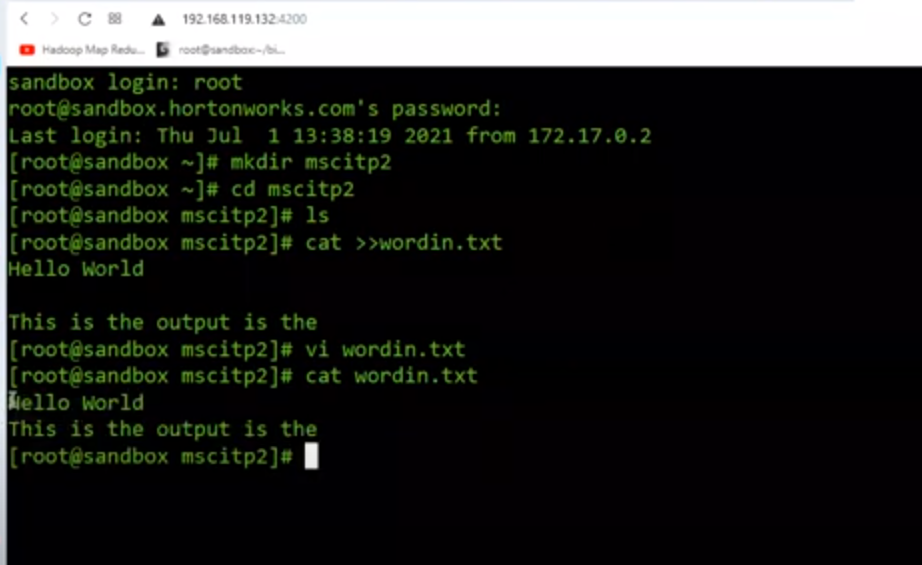 192.168.119.132:4200
Hadoop Map Redu... root@sandbox:~/bi...
sandbox login: root
root@sandbox.hortonworks.com's password:
Last login: Thu Jul 1 13:38:19 2021 from 172.17.0.2
[root@sandbox ~]# mkdir mscitp2
[root@sandbox ~]# cd mscitp2
[root@sandbox mscitp2]# ls
[root@sandbox mscitp2]# cat >>wordin.txt
Hello World
This is the output is the
[root@sandbox mscitp2]# vi wordin.txt
[root@sandbox mscitp2]# cat wordin.txt
Hello World
This is the output is the
[root@sandbox mscitp2]#